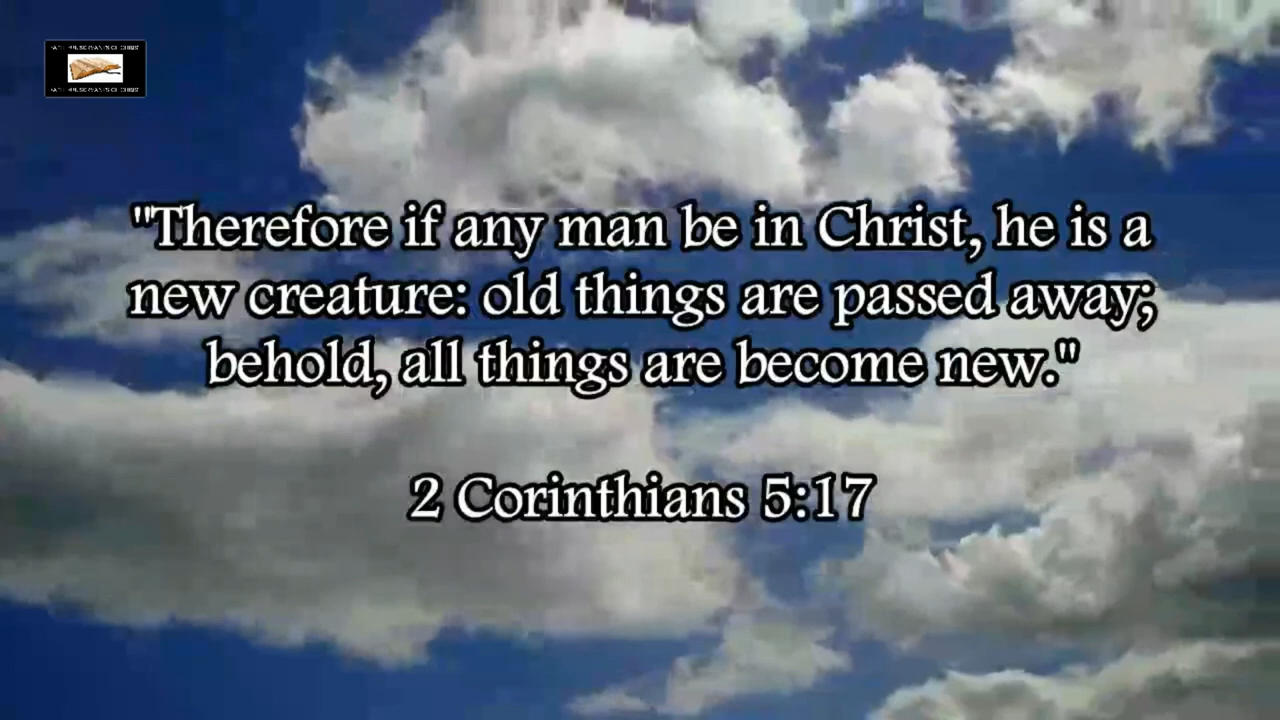 "Therefore if any man be in Christ, he is a
new creature: old things are passed away;
behold, all things are become new."
2 Corinthians 5:17